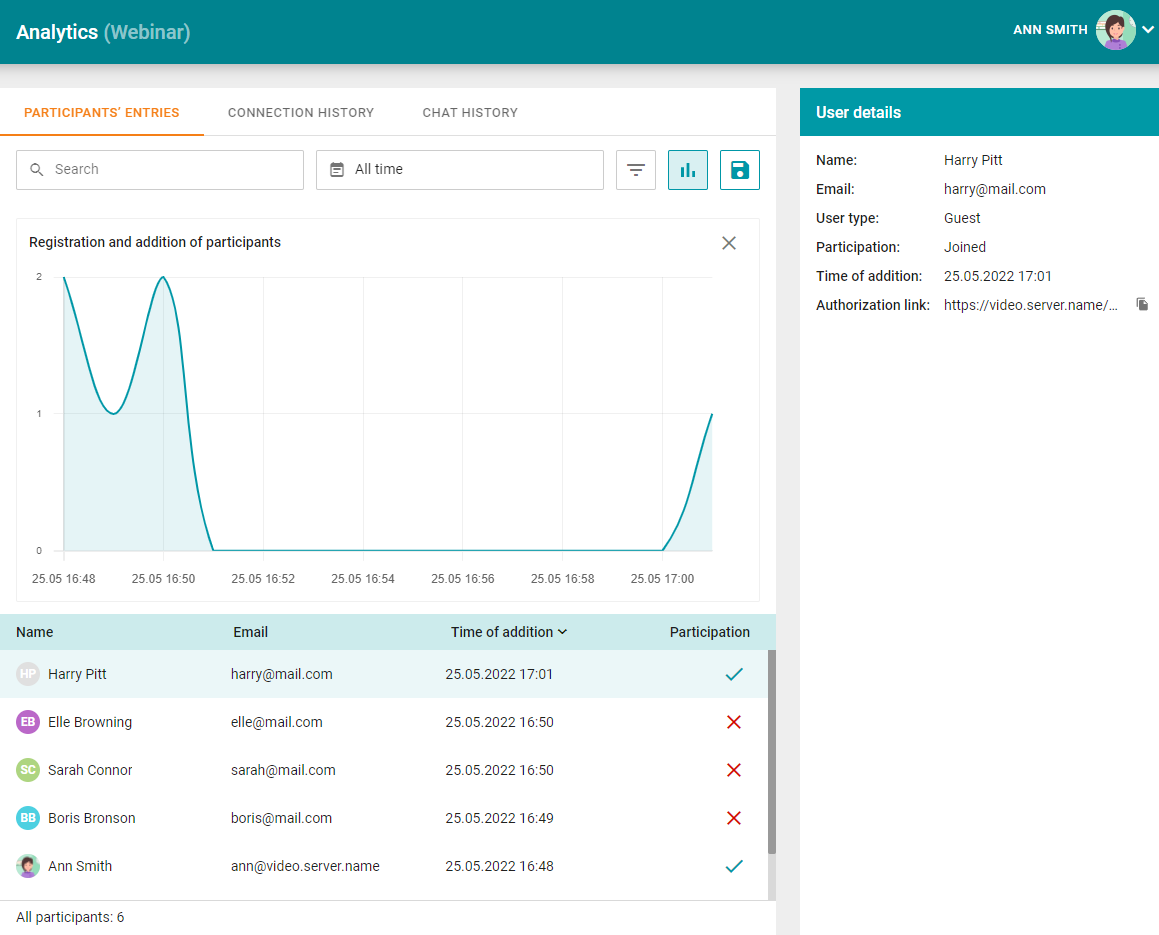 Analytics (Webinar)
ANN SMITH
PARTICIPANTS’ ENTRIES CONNECTION HISTORY CHAT HISTORY
Search
All time
Registration and addition of participants
2
1
0
25.05 16:48 25.05 16:50 25.05 16:52 25.05 16:54 25.05 16:56 25.05 16:58 25.05 17:00
Name Email Time of addition Participation
HP Harry Pitt harry@mail.com 25.05.2022 17:01
EB Elle Browning elle@mail.com 25.05.2022 16:50
SC Sarah Connor sarah@mail.com 25.05.2022 16:50
BB Boris Bronson boris@mail.com 25.05.2022 16:49
Ann Smith ann@video.server.name 25.05.2022 16:48
All participants: 6
User details
Name: Harry Pitt
Email: harry@mail.com
User type: Guest
Participation: Joined
Time of addition: 25.05.2022 17:01
Authorization link: https://video.server.name/...